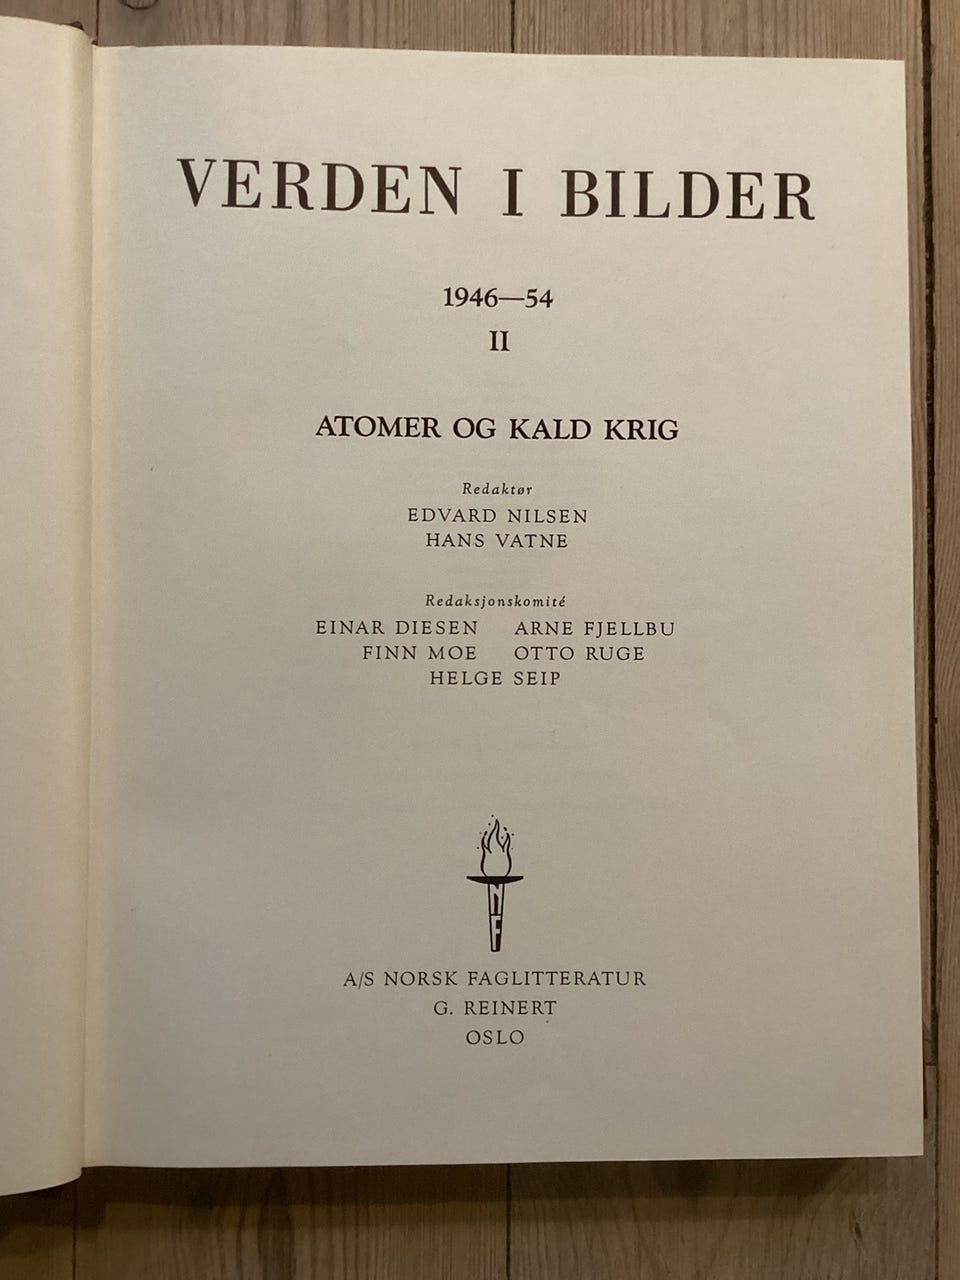 VERDEN I BILDER
1946—54
II
ATOMER OG KALD KRIG
Redaktør
EDVARD NILSEN
HANS VATNE
Redaksjonskomité
EINAR DIESEN ARNE FJELLBU
FINN MOE OTTO RUGE
HELGE SEIP
NF
A/S NORSK FAGLITTERATUR
G. REINERT
OSLO